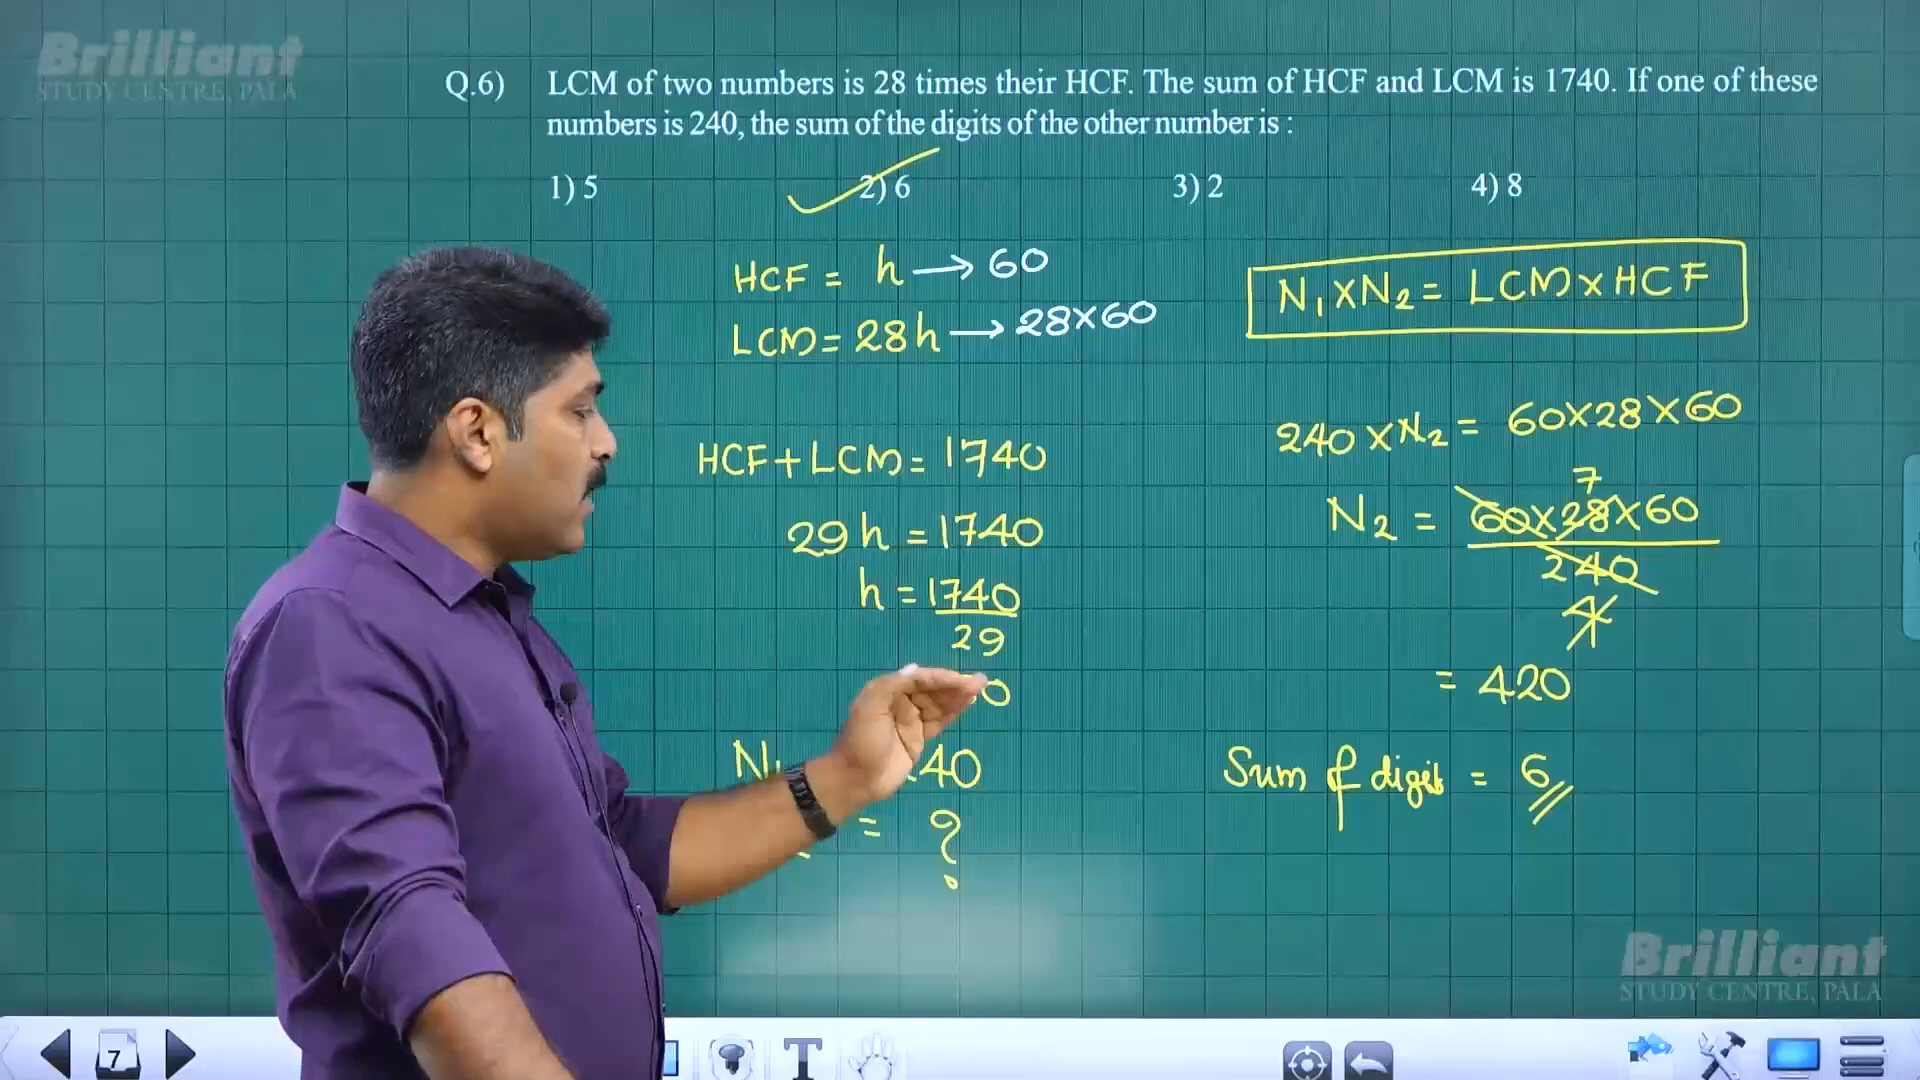 Brilliant
STUDY CENTRE, PALA
Q.6) LCM of two numbers is 28 times their HCF. The sum of HCF and LCM is 1740. If one of these
numbers is 240, the sum of the digits of the other number is :
1) 5 2) 6 3) 2 4) 8
HCF = h → 60
LCM = 28h → 28×60
HCF+LCM = 1740
29h = 1740
h = 1740
29
N₁ × N₂ = LCM × HCF
240 × N₂ = 60×28×60
7
N₂ = 60×28×60
240
4
= 420
Sum of digit = 6
= ?
Brilliant
STUDY CENTRE, PALA
7
T